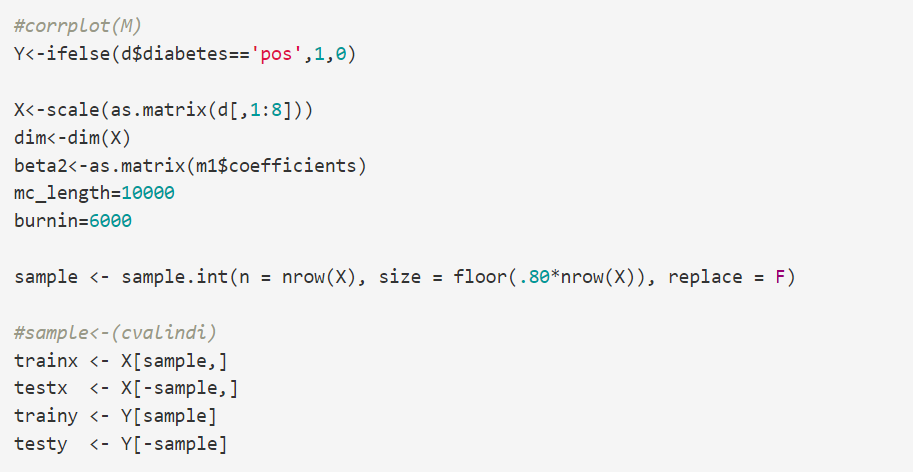 #corrplot(M)
Y<-ifelse(d$diabetes=='pos',1,0)
X<-scale(as.matrix(d[,1:8]))
dim<-dim(X)
beta2<-as.matrix(m1$coefficients)
mc_length=10000
burnin=6000
sample <- sample.int(n = nrow(X), size = floor(.80*nrow(X)), replace = F)
#sample<-(cvalindi)
trainx <- X[sample,]
testx  <- X[-sample,]
trainy <- Y[sample]
testy  <- Y[-sample]